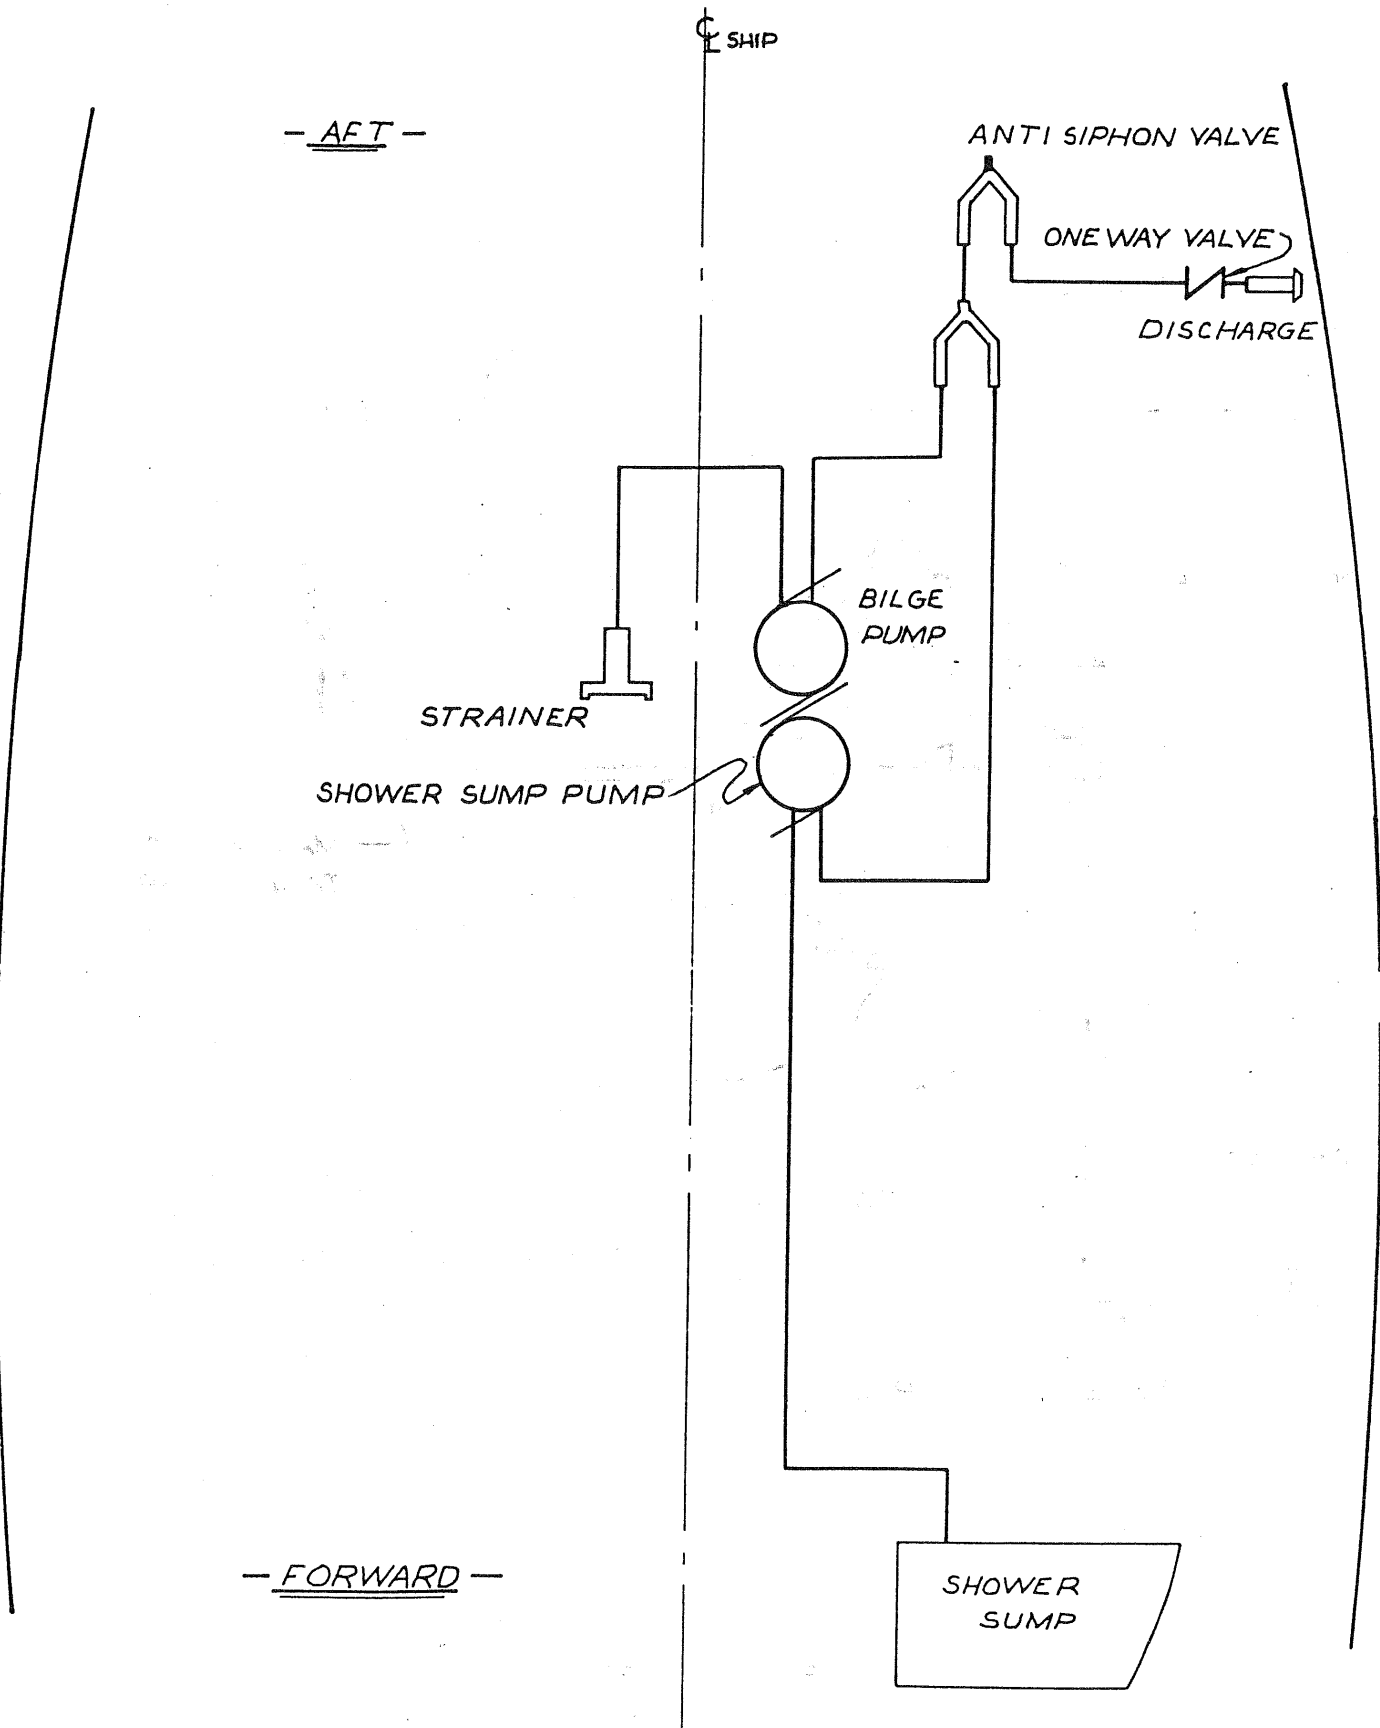 ℄ SHIP
- AFT -
ANTI SIPHON VALVE
ONE WAY VALVE
DISCHARGE
BILGE
PUMP
STRAINER
SHOWER SUMP PUMP
- FORWARD -
SHOWER
SUMP